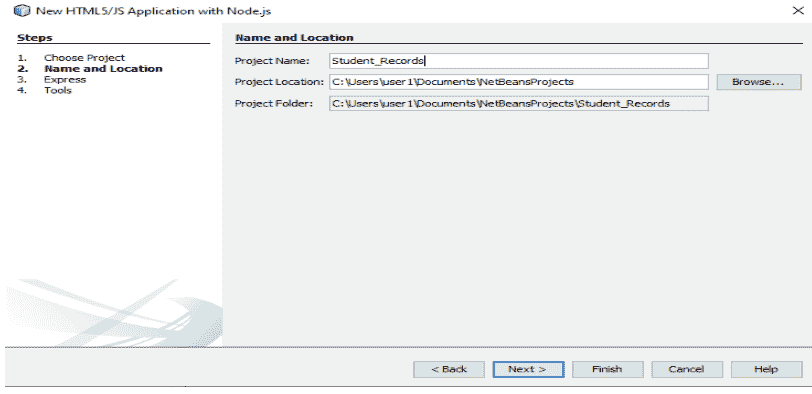 New HTML5/JS Application with Node.js
Steps
1. Choose Project
2. Name and Location
3. Express
4. Tools
Name and Location
Project Name: Student_Records
Project Location: C:\Users\user1\Documents\NetBeansProjects Browse...
Project Folder: C:\Users\user1\Documents\NetBeansProjects\Student_Records
< Back Next > Finish Cancel Help